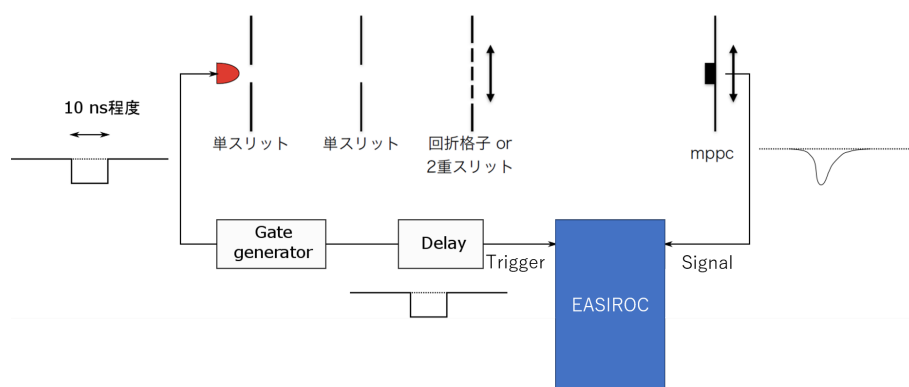 10 ns程度
単スリット
単スリット
回折格子 or
2重スリット
mppc
Gate
generator
Delay
Trigger
Signal
EASIROC